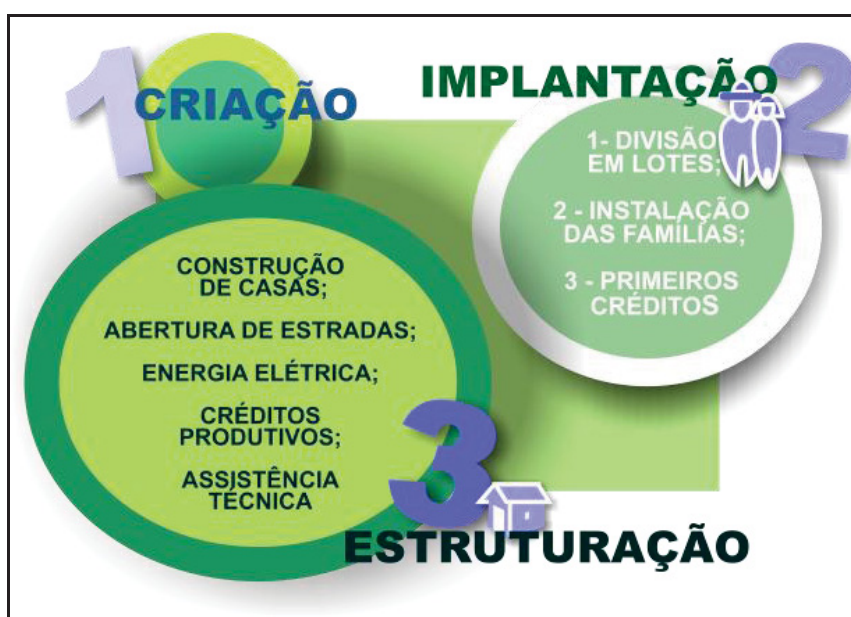 1
CRIAÇÃO
IMPLANTAÇÃO
2
1- DIVISÃO
EM LOTES;
2 - INSTALAÇÃO
DAS FAMÍLIAS;
3 - PRIMEIROS
CRÉDITOS
CONSTRUÇÃO
DE CASAS;
ABERTURA DE ESTRADAS;
ENERGIA ELÉTRICA;
CRÉDITOS
PRODUTIVOS;
ASSISTÊNCIA
TÉCNICA
3
ESTRUTURAÇÃO